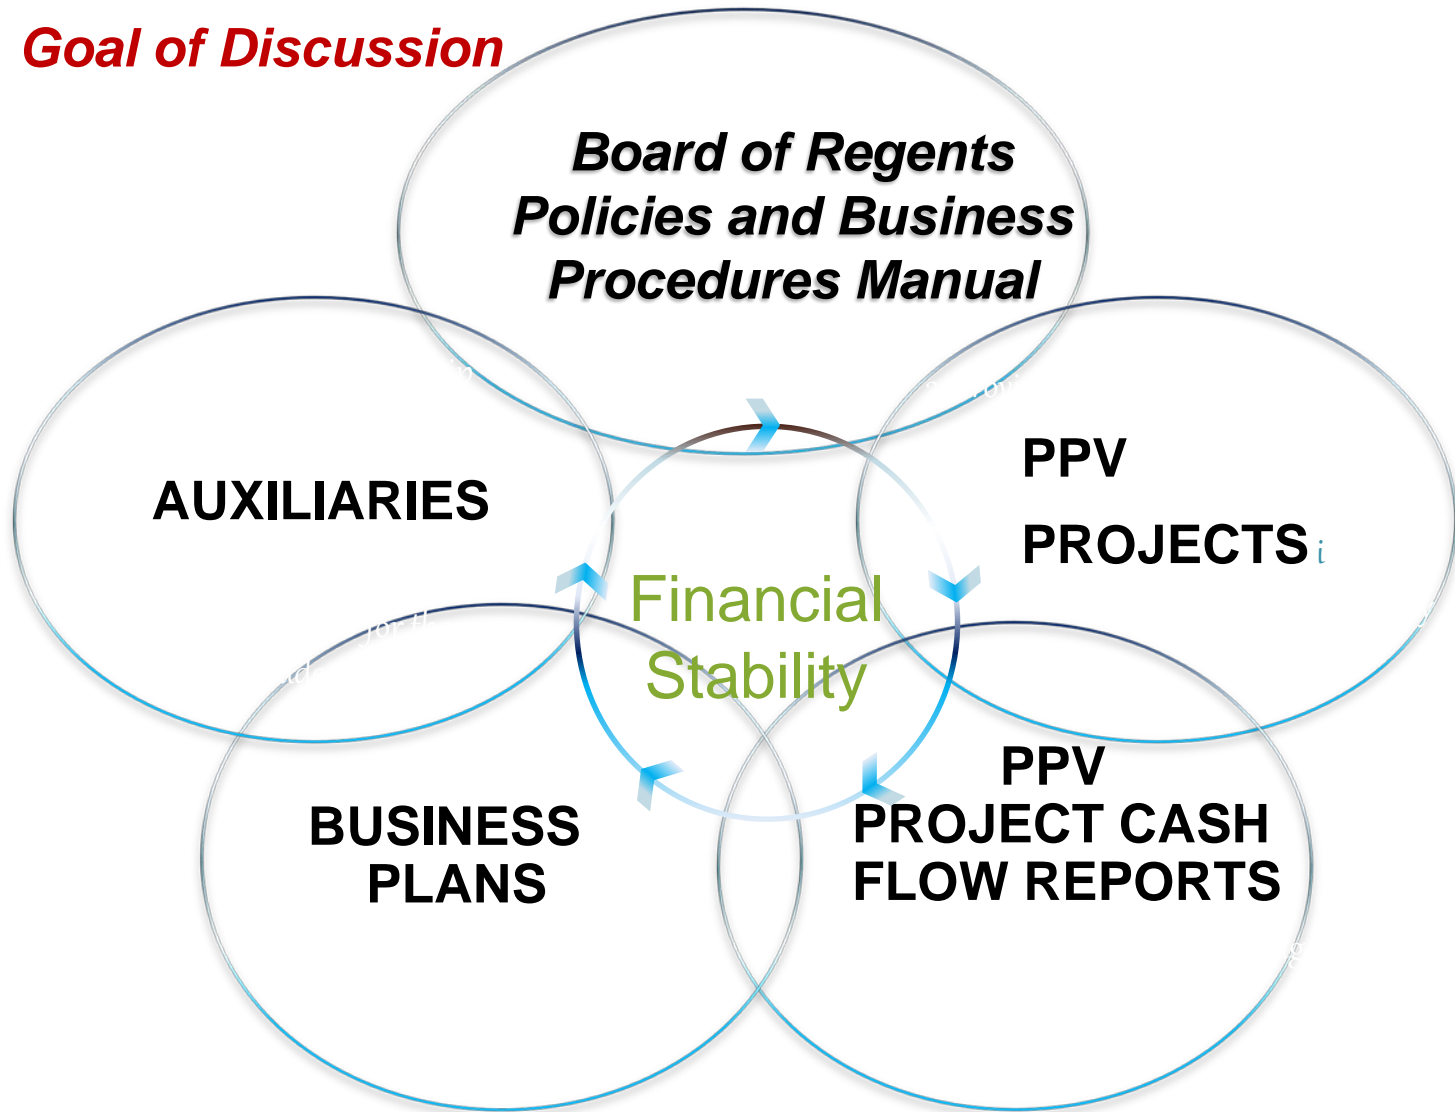 Goal of Discussion
Board of Regents
Policies and Business
Procedures Manual
AUXILIARIES
PPV
PROJECTS i
Financial
Stability
BUSINESS
PLANS
PPV
PROJECT CASH
FLOW REPORTS